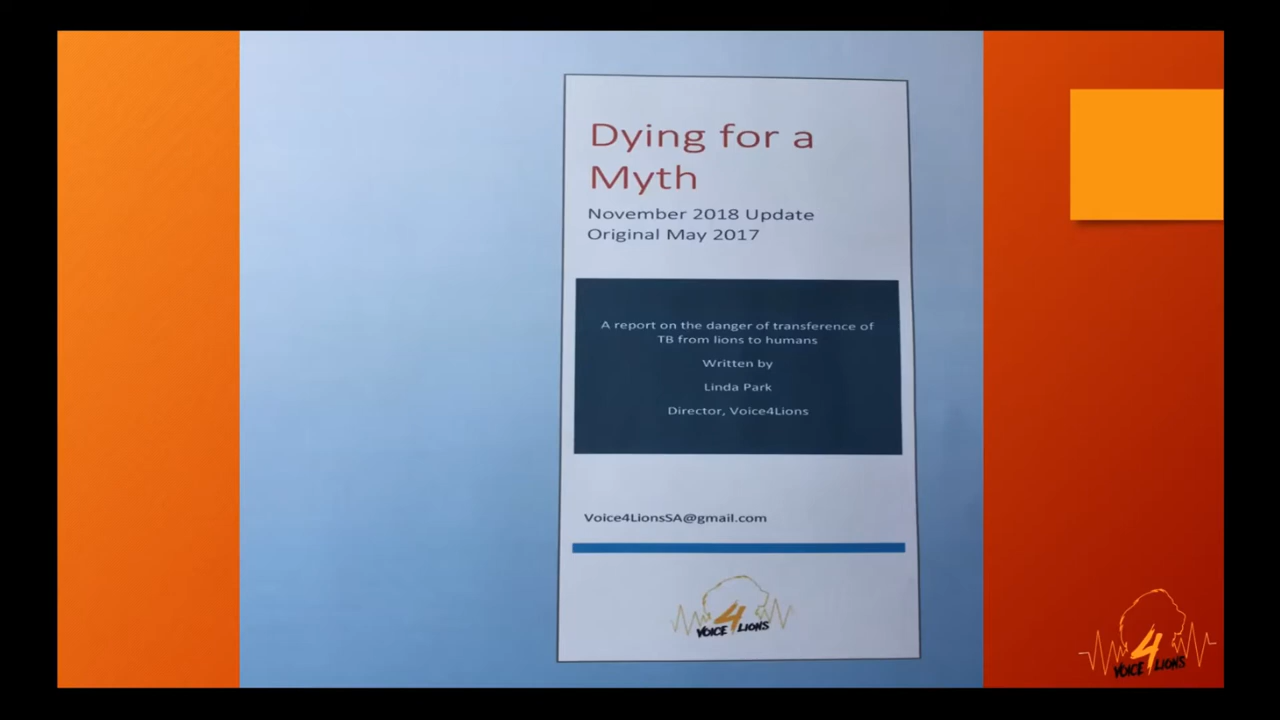 Dying for a
Myth
November 2018 Update
Original May 2017
A report on the danger of transference of
TB from lions to humans
Written by
Linda Park
Director, Voice4Lions
Voice4LionsSA@gmail.com
VOICE 4 LIONS
VOICE 4 LIONS